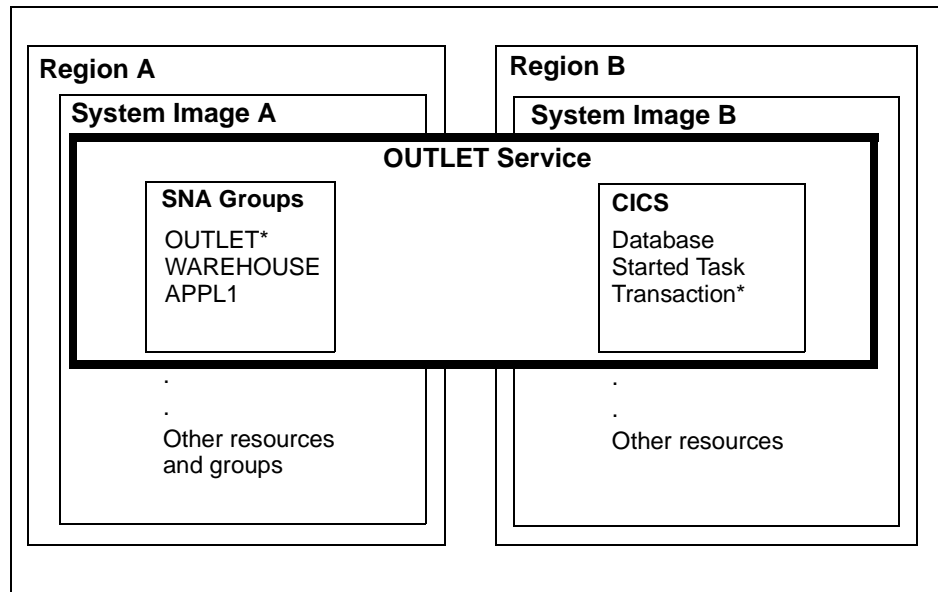 Region A
System Image A
Region B
System Image B
OUTLET Service
SNA Groups
OUTLET*
WAREHOUSE
APPL1
CICS
Database
Started Task
Transaction*
.
.
Other resources
and groups
.
.
Other resources